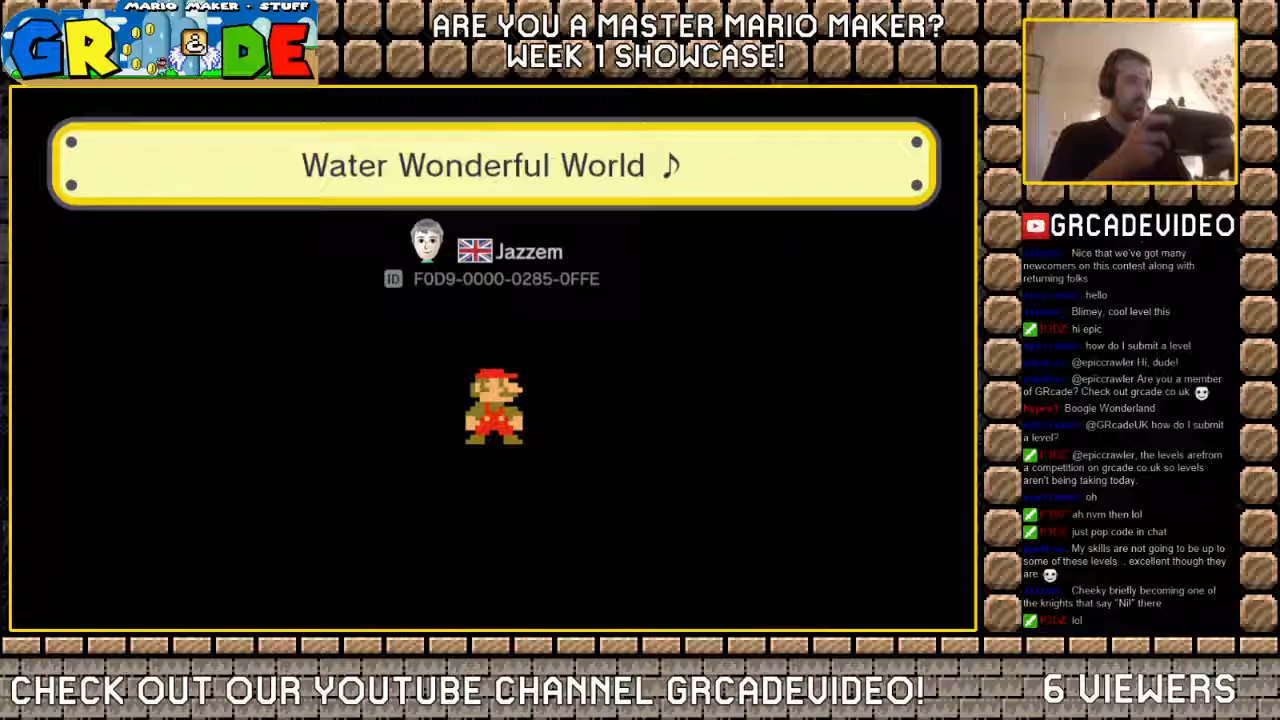 MARIO MAKER · STUFF
GR DE
ARE YOU A MASTER MARIO MAKER?
WEEK 1 SHOWCASE!
Water Wonderful World ♪
Jazzem
ID F0D9-0000-0285-0FFE
GRCADEVIDEO
Nice that we've got many
newcomers on this contest along with
returning folks
hello
Blimey, cool level this
hi epic
how do I submit a level
@epiccrawler Hi, dude!
@epiccrawler Are you a member
of GRcade? Check out grcade.co.uk
Boogie Wonderland
@GRcadeUK how do I submit
a level?
@epiccrawler, the levels arefrom
a competition on grcade.co.uk so levels
aren't being taking today.
oh
ah nvm then lol
just pop code in chat
My skills are not going to be up to
some of these levels. . excellent though they
are
Cheeky briefly becoming one of
the knights that say "Ni!" there
lol
CHECK OUT OUR YOUTUBE CHANNEL GRCADEVIDEO!
6 VIEWERS